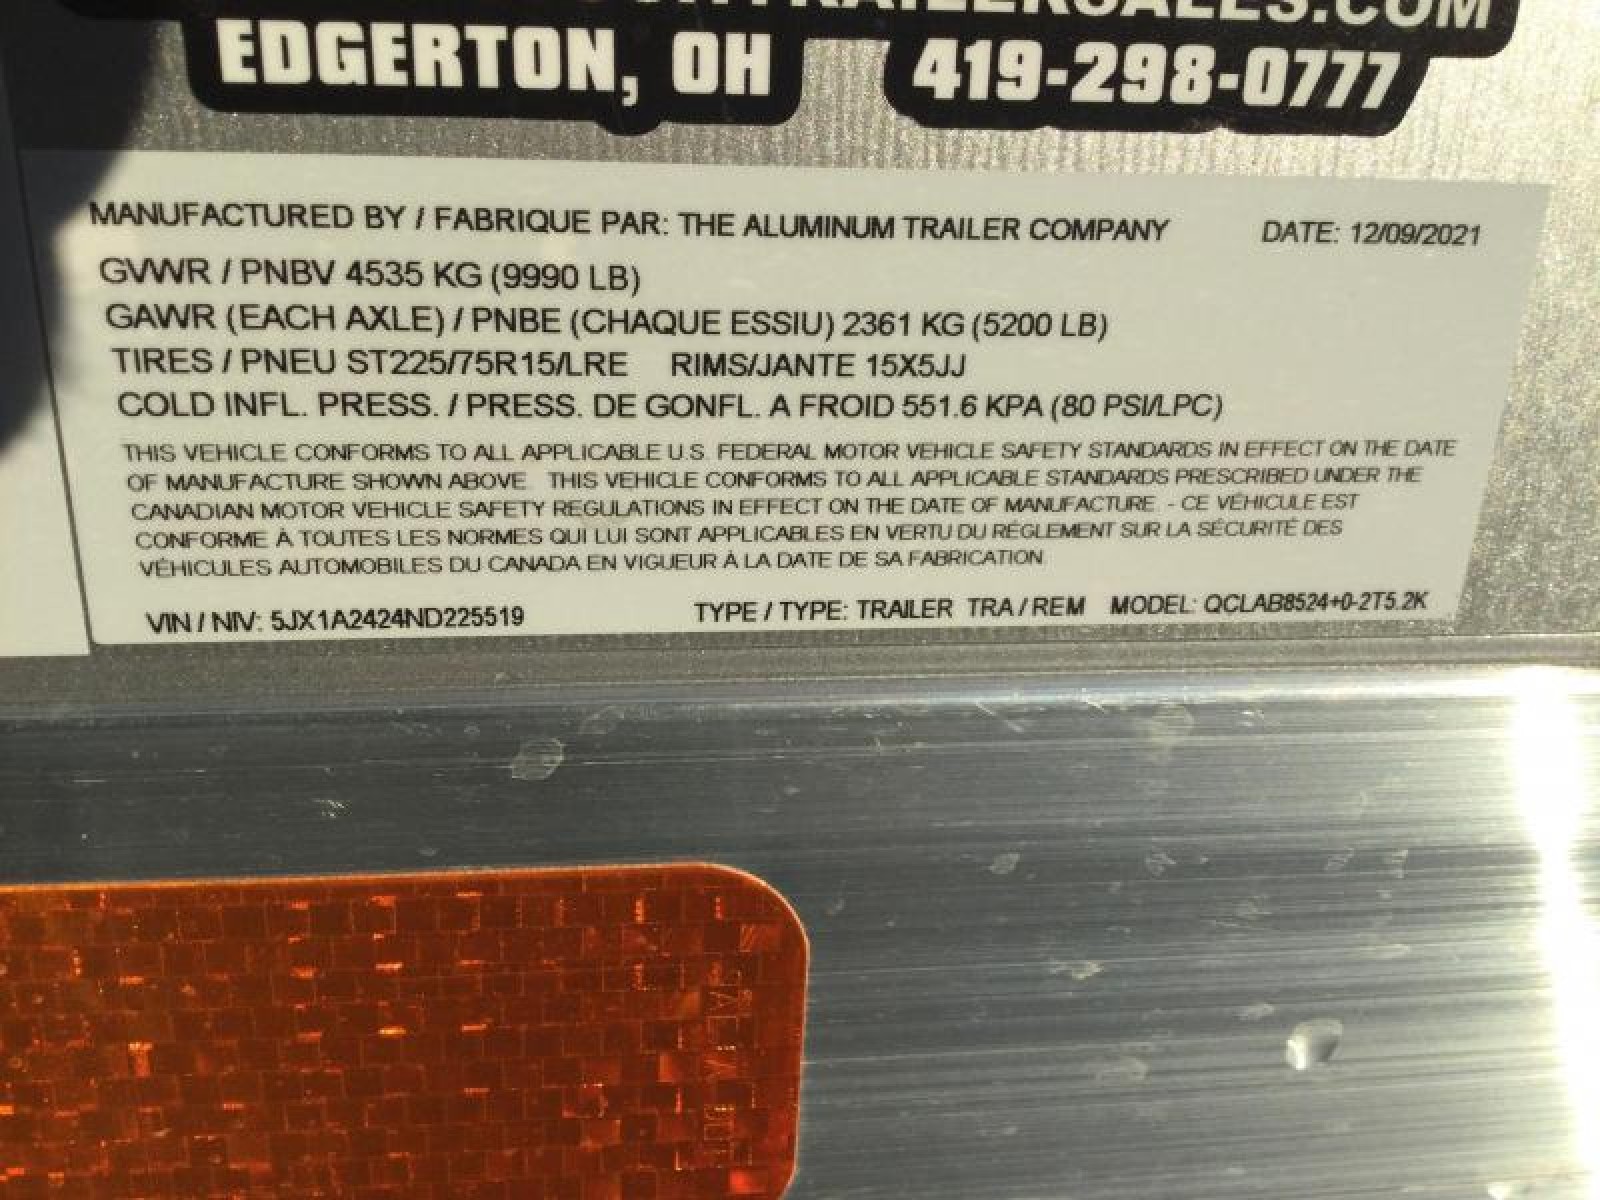 TRAILERSALES.COM
EDGERTON, OH 419-298-0777
MANUFACTURED BY / FABRIQUE PAR: THE ALUMINUM TRAILER COMPANY DATE: 12/09/2021
GVWR / PNBV 4535 KG (9990 LB)
GAWR (EACH AXLE) / PNBE (CHAQUE ESSIU) 2361 KG (5200 LB)
TIRES / PNEU ST225/75R15/LRE RIMS/JANTE 15X5JJ
COLD INFL. PRESS. / PRESS. DE GONFL. A FROID 551.6 KPA (80 PSI/LPC)
THIS VEHICLE CONFORMS TO ALL APPLICABLE U.S. FEDERAL MOTOR VEHICLE SAFETY STANDARDS IN EFFECT ON THE DATE
OF MANUFACTURE SHOWN ABOVE. THIS VEHICLE CONFORMS TO ALL APPLICABLE STANDARDS PRESCRIBED UNDER THE
CANADIAN MOTOR VEHICLE SAFETY REGULATIONS IN EFFECT ON THE DATE OF MANUFACTURE. - CE VÉHICULE EST
CONFORME À TOUTES LES NORMES QUI LUI SONT APPLICABLES EN VERTU DU RÈGLEMENT SUR LA SÉCURITÉ DES
VÉHICULES AUTOMOBILES DU CANADA EN VIGUEUR À LA DATE DE SA FABRICATION.
VIN / NIV: 5JX1A2424ND225519 TYPE / TYPE: TRAILER TRA / REM MODEL: QCLAB8524+0-2T5.2K